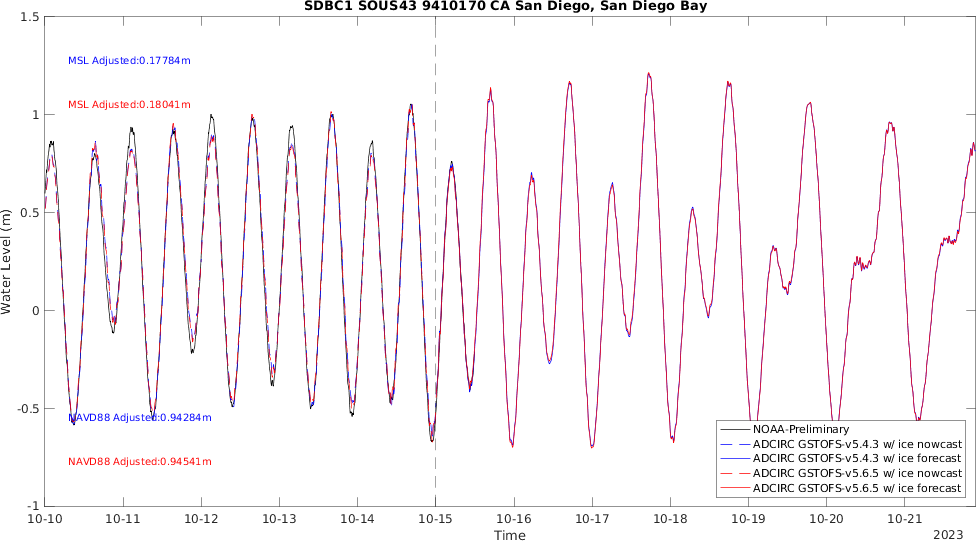 SDBC1 SOUS43 9410170 CA San Diego, San Diego Bay
1.5
MSL Adjusted:0.17784m
MSL Adjusted:0.18041m
1
0.5
Water Level (m)
0
-0.5
NAVD88 Adjusted:0.94284m
NAVD88 Adjusted:0.94541m
-1
NOAA-Preliminary
ADCIRC GSTOFS-v5.4.3 w/ ice nowcast
ADCIRC GSTOFS-v5.4.3 w/ ice forecast
ADCIRC GSTOFS-v5.6.5 w/ ice nowcast
ADCIRC GSTOFS-v5.6.5 w/ ice forecast
10-10 10-11 10-12 10-13 10-14 10-15 10-16 10-17 10-18 10-19 10-20 10-21
Time
2023